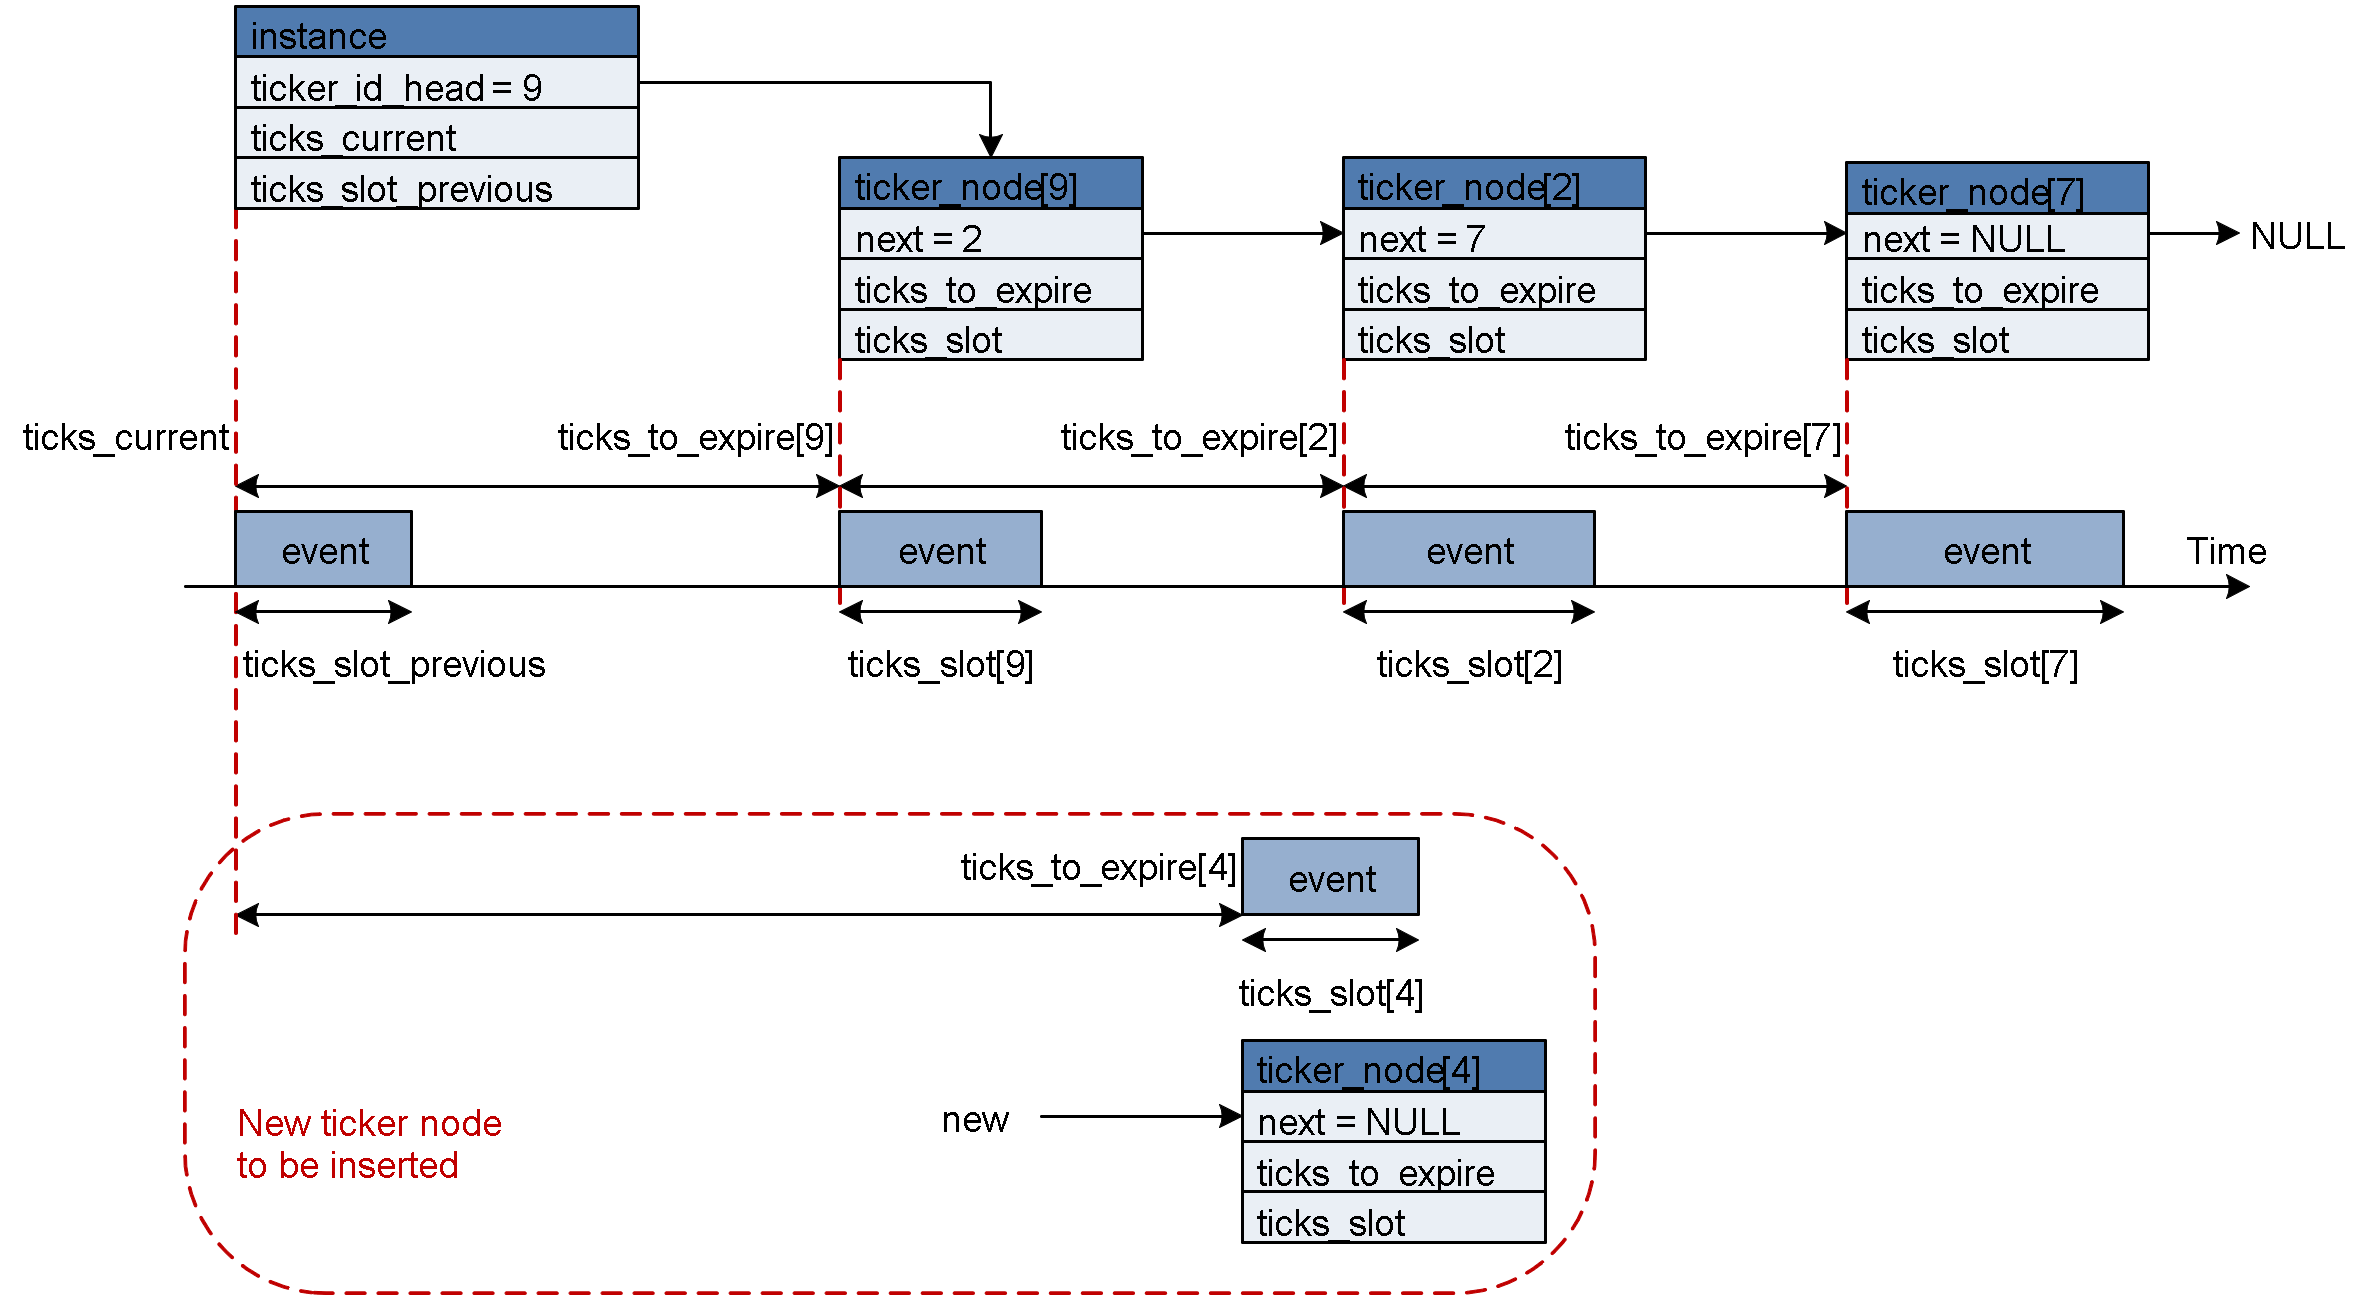 instance
ticker_id_head = 9
ticks_current
ticks_slot_previous
ticker_node[9]
next = 2
ticks_to_expire
ticks_slot
ticker_node[2]
next = 7
ticks_to_expire
ticks_slot
ticker_node[7]
next = NULL
ticks_to_expire
ticks_slot
NULL
ticks_current
ticks_to_expire[9]
ticks_to_expire[2]
ticks_to_expire[7]
event
event
event
event
Time
ticks_slot_previous
ticks_slot[9]
ticks_slot[2]
ticks_slot[7]
ticks_to_expire[4]
event
ticks_slot[4]
New ticker node
to be inserted
new
ticker_node[4]
next = NULL
ticks_to_expire
ticks_slot